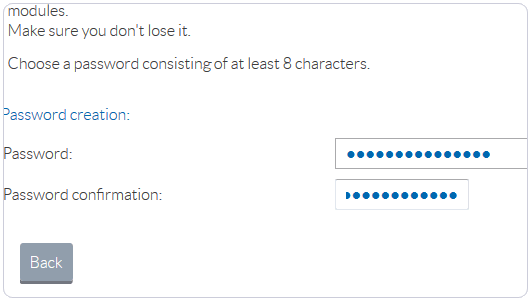 modules.
Make sure you don't lose it.
Choose a password consisting of at least 8 characters.
Password creation:
Password:
Password confirmation:
Back